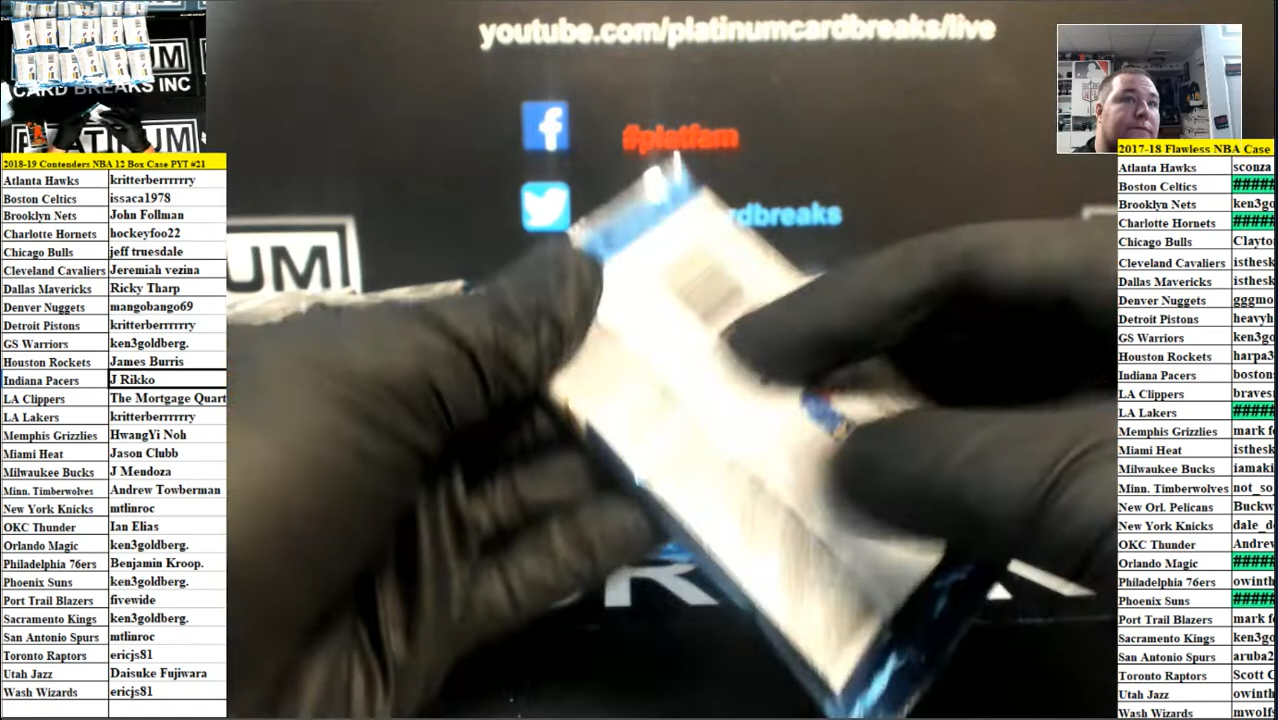 youtube.com/platinumcardbreaks/live
#platfam
rdbreaks
CARD BREAKS INC
UM
2018-19 Contenders NBA 12 Box Case PYT #21
Atlanta Hawks kritterberrrrrry
Boston Celtics issaca1978
Brooklyn Nets John Follman
Charlotte Hornets hockeyfoo22
Chicago Bulls jeff truesdale
Cleveland Cavaliers Jeremiah vezina
Dallas Mavericks Ricky Tharp
Denver Nuggets mangobango69
Detroit Pistons kritterberrrrrry
GS Warriors ken3goldberg.
Houston Rockets James Burris
Indiana Pacers J Rikko
LA Clippers The Mortgage Quart
LA Lakers kritterberrrrrry
Memphis Grizzlies HwangYi Noh
Miami Heat Jason Clubb
Milwaukee Bucks J Mendoza
Minn. Timberwolves Andrew Towberman
New York Knicks mtlinroc
OKC Thunder Ian Elias
Orlando Magic ken3goldberg.
Philadelphia 76ers Benjamin Kroop.
Phoenix Suns ken3goldberg.
Port Trail Blazers fivewide
Sacramento Kings ken3goldberg.
San Antonio Spurs mtlinroc
Toronto Raptors ericjs81
Utah Jazz Daisuke Fujiwara
Wash Wizards ericjs81
2017-18 Flawless NBA Case
Atlanta Hawks sconza
Boston Celtics #####
Brooklyn Nets ken3go
Charlotte Hornets #####
Chicago Bulls Clayto
Cleveland Cavaliers isthesk
Dallas Mavericks isthesk
Denver Nuggets gggmo
Detroit Pistons heavyh
GS Warriors ken3go
Houston Rockets harpa3
Indiana Pacers boston
LA Clippers braves
LA Lakers #####
Memphis Grizzlies mark fe
Miami Heat isthesk
Milwaukee Bucks iamaki
Minn. Timberwolves not_so
New Orl. Pelicans Buckw
New York Knicks dale_d
OKC Thunder Andrew
Orlando Magic #####
Philadelphia 76ers owinth
Phoenix Suns #####
Port Trail Blazers mark fe
Sacramento Kings ken3go
San Antonio Spurs aruba2
Toronto Raptors Scott C
Utah Jazz owinth
Wash Wizards mwolfs